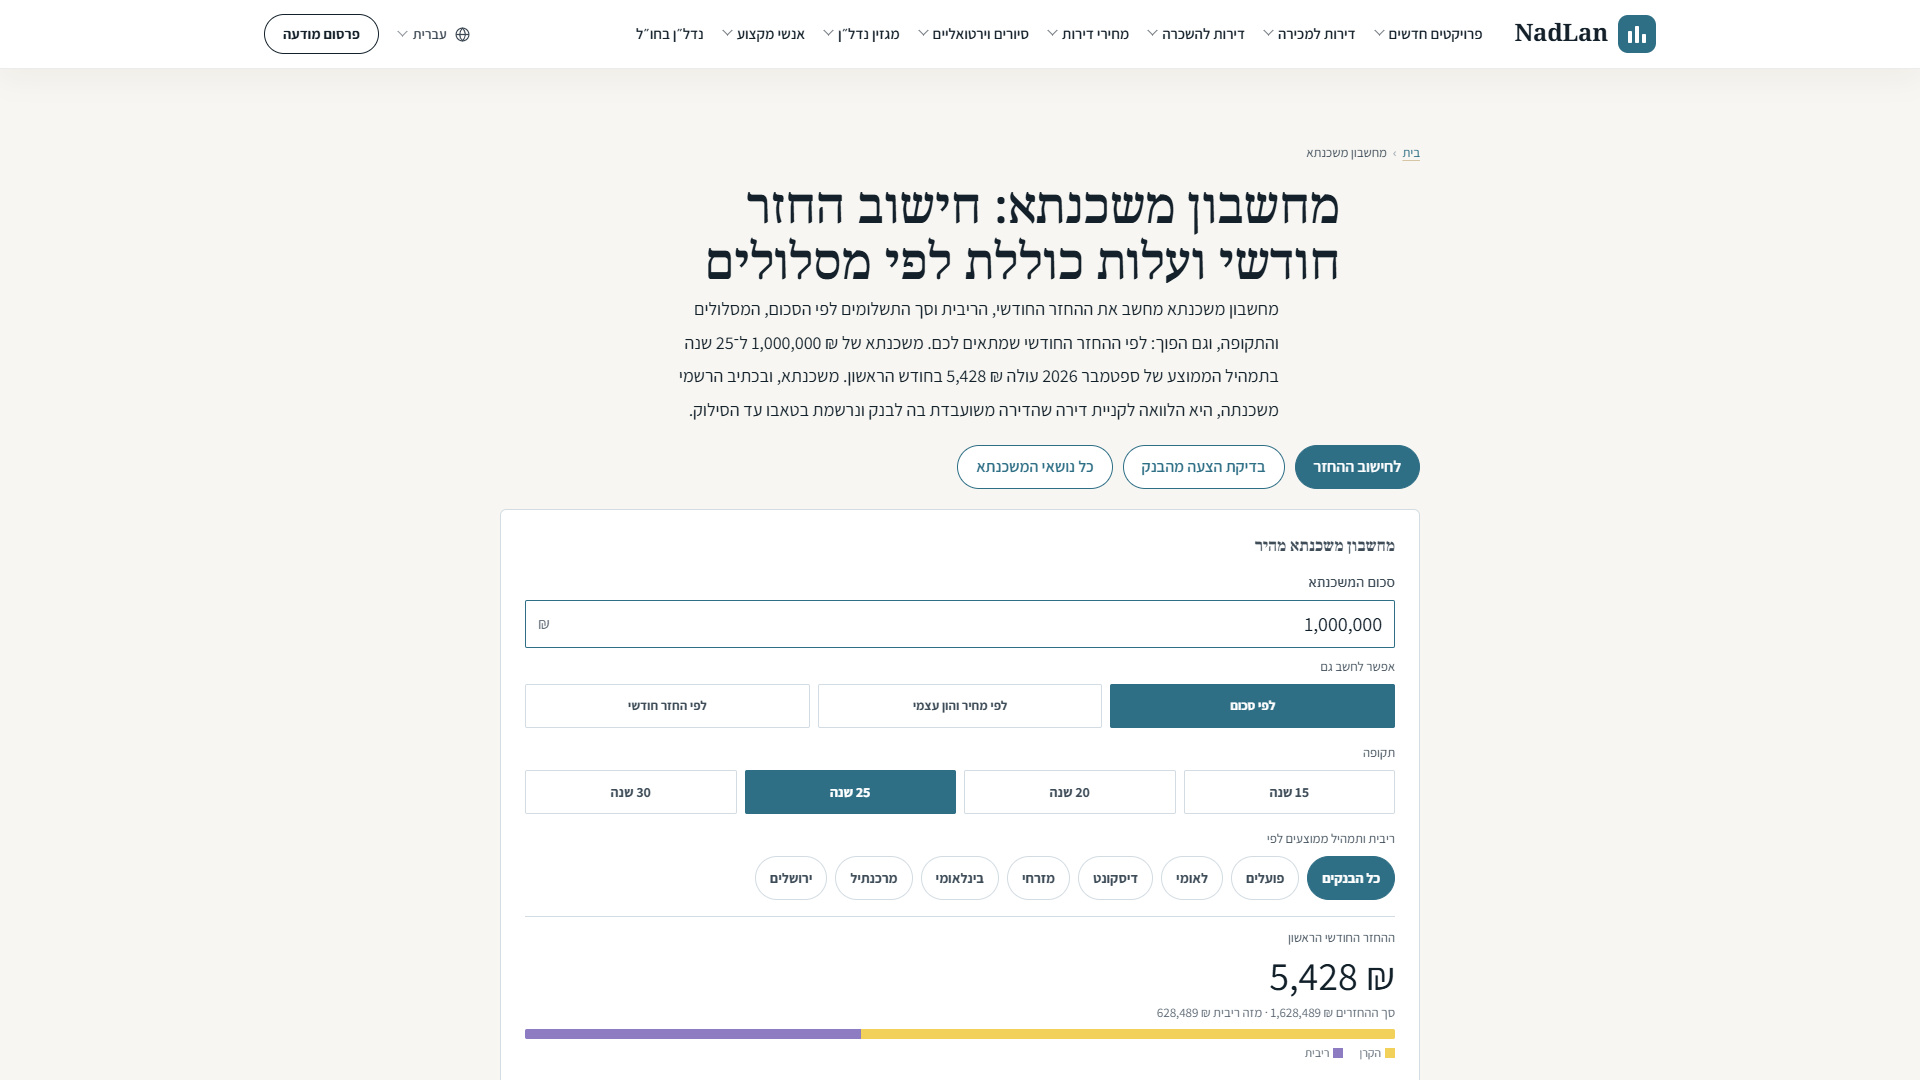 NadLan
פרויקטים חדשים
דירות למכירה
דירות להשכרה
מחירי דירות
סיורים וירטואליים
מגזין נדל״ן
אנשי מקצוע
נדל״ן בחו״ל
עברית
פרסום מודעה
בית › מחשבון משכנתא
מחשבון משכנתא: חישוב החזר
חודשי ועלות כוללת לפי מסלולים
מחשבון משכנתא מחשב את ההחזר החודשי, הריבית וסך התשלומים לפי הסכום, המסלולים
והתקופה, וגם הפוך: לפי ההחזר החודשי שמתאים לכם. משכנתא של ₪ 1,000,000 ל־25 שנה
בתמהיל הממוצע של ספטמבר 2026 עולה ₪ 5,428 בחודש הראשון. משכנתא, ובכתיב הרשמי
משכנתה, היא הלוואה לקניית דירה שהדירה משועבדת בה לבנק ונרשמת בטאבו עד הסילוק.
לחישוב ההחזר
בדיקת הצעה מהבנק
כל נושאי המשכנתא
מחשבון משכנתא מהיר
סכום המשכנתא
1,000,000 ₪
אפשר לחשב גם
לפי סכום
לפי מחיר והון עצמי
לפי החזר חודשי
תקופה
15 שנה
20 שנה
25 שנה
30 שנה
ריבית ותמהיל ממוצעים לפי
כל הבנקים
פועלים
לאומי
דיסקונט
מזרחי
בינלאומי
מרכנתיל
ירושלים
ההחזר החודשי הראשון
₪ 5,428
סך ההחזרים ₪ 1,628,489 · מזה ריבית ₪ 628,489
הקרן
ריבית